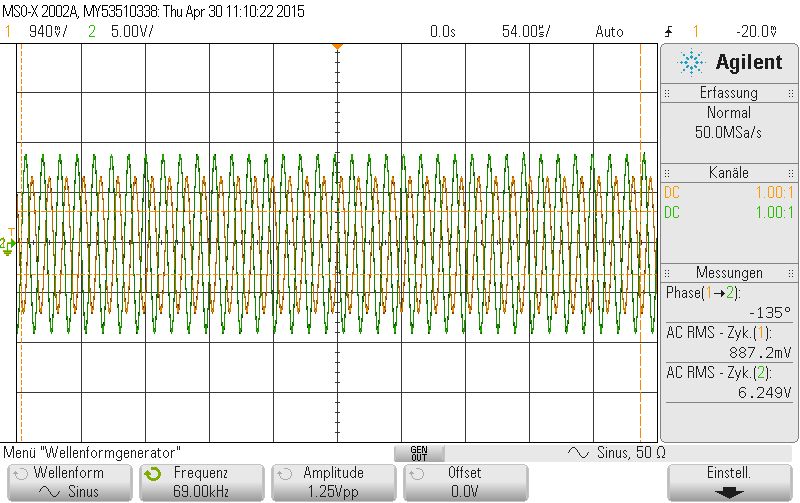 MSO-X 2002A, MY53510338: Thu Apr 30 11:10:22 2015
1 940mV/ 2 5.00V/ 0.0s 54.00us/ Auto 1 -20.0mV
Agilent
Erfassung
Normal
50.0MSa/s
Kanäle
DC 1.00:1
DC 1.00:1
Messungen
Phase(1→2):
-135°
AC RMS - Zyk.(1):
887.2mV
AC RMS - Zyk.(2):
6.249V
T
2
Menü "Wellenformgenerator"
GEN
OUT
Sinus, 50 Ω
Wellenform
Sinus
Frequenz
69.00kHz
Amplitude
1.25Vpp
Offset
0.0V
Einstell.